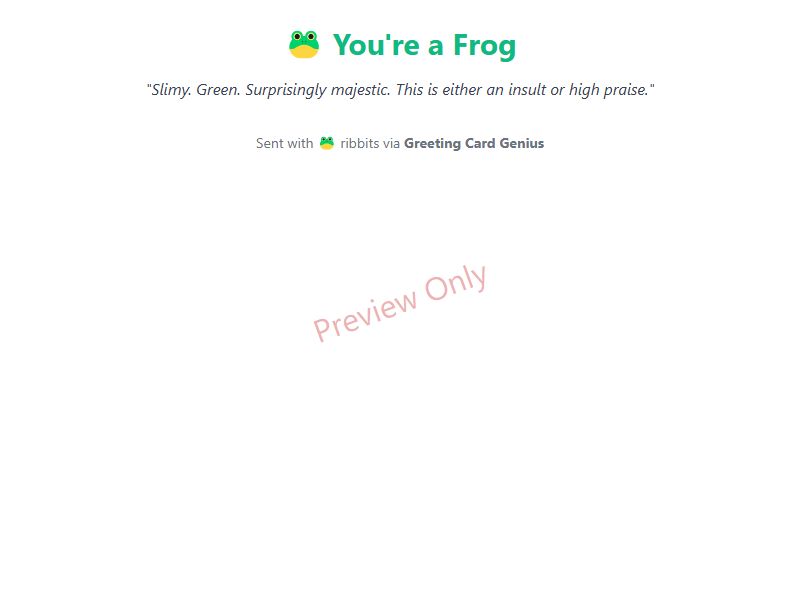 🐸 You're a Frog
"Slimy. Green. Surprisingly majestic. This is either an insult or high praise."
Sent with 🐸 ribbits via Greeting Card Genius
Preview Only